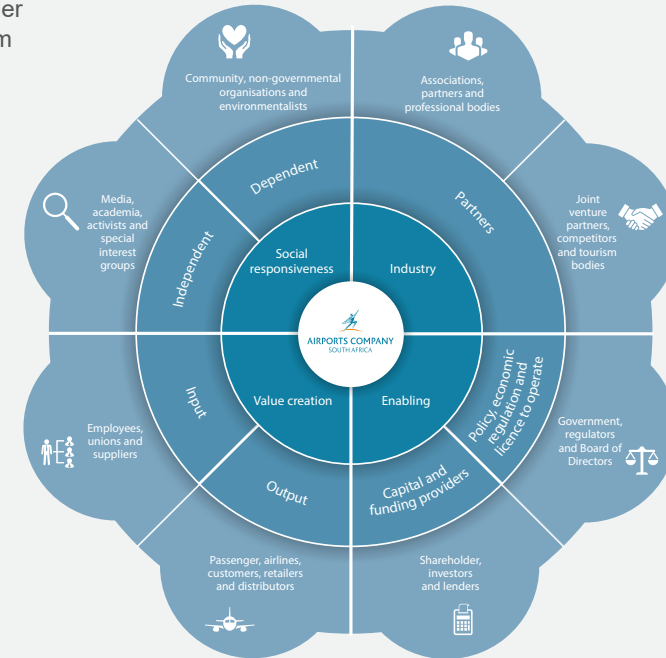 er
m
Community, non-governmental
organisations and
environmentalists
Associations,
partners and
professional bodies
Media,
academia,
activists and
special
interest
groups
Joint
venture
partners,
competitors
and tourism
bodies
Dependent
Partners
Independent
Social
responsiveness
Industry
AIRPORTS COMPANY
SOUTH AFRICA
Value creation
Enabling
Input
Output
Capital and
funding providers
Policy, economic
regulation and
licence to operate
Employees,
unions and
suppliers
Government,
regulators
and Board of
Directors
Passenger, airlines,
customers, retailers
and distributors
Shareholder,
investors
and lenders